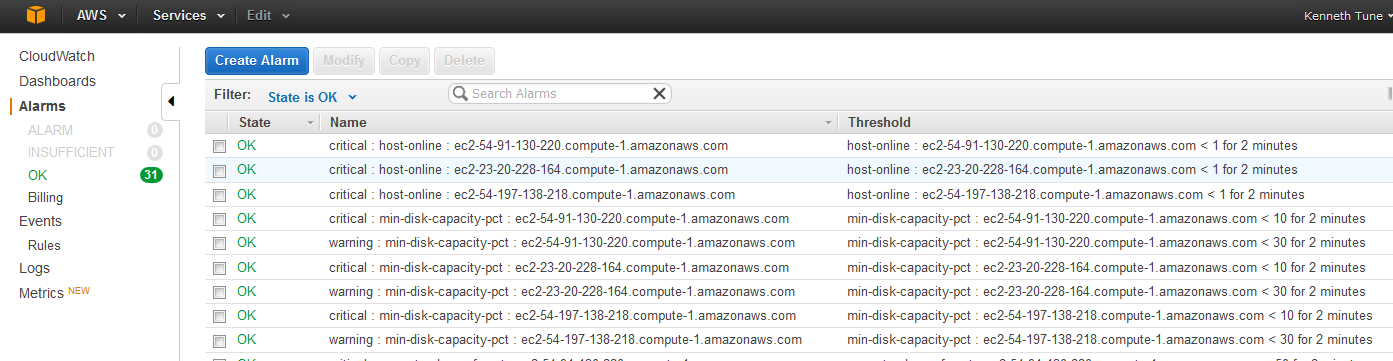 AWS Services Edit Kenneth Tune
CloudWatch
Dashboards
Alarms
ALARM 0
INSUFFICIENT 0
OK 31
Billing
Events
Rules
Logs
Metrics NEW
Create Alarm Modify Copy Delete
Filter: State is OK Search Alarms
State Name Threshold
OK critical : host-online : ec2-54-91-130-220.compute-1.amazonaws.com host-online : ec2-54-91-130-220.compute-1.amazonaws.com < 1 for 2 minutes
OK critical : host-online : ec2-23-20-228-164.compute-1.amazonaws.com host-online : ec2-23-20-228-164.compute-1.amazonaws.com < 1 for 2 minutes
OK critical : host-online : ec2-54-197-138-218.compute-1.amazonaws.com host-online : ec2-54-197-138-218.compute-1.amazonaws.com < 1 for 2 minutes
OK critical : min-disk-capacity-pct : ec2-54-91-130-220.compute-1.amazonaws.com min-disk-capacity-pct : ec2-54-91-130-220.compute-1.amazonaws.com < 10 for 2 minutes
OK warning : min-disk-capacity-pct : ec2-54-91-130-220.compute-1.amazonaws.com min-disk-capacity-pct : ec2-54-91-130-220.compute-1.amazonaws.com < 30 for 2 minutes
OK critical : min-disk-capacity-pct : ec2-23-20-228-164.compute-1.amazonaws.com min-disk-capacity-pct : ec2-23-20-228-164.compute-1.amazonaws.com < 10 for 2 minutes
OK warning : min-disk-capacity-pct : ec2-23-20-228-164.compute-1.amazonaws.com min-disk-capacity-pct : ec2-23-20-228-164.compute-1.amazonaws.com < 30 for 2 minutes
OK critical : min-disk-capacity-pct : ec2-54-197-138-218.compute-1.amazonaws.com min-disk-capacity-pct : ec2-54-197-138-218.compute-1.amazonaws.com < 10 for 2 minutes
OK warning : min-disk-capacity-pct : ec2-54-197-138-218.compute-1.amazonaws.com min-disk-capacity-pct : ec2-54-197-138-218.compute-1.amazonaws.com < 30 for 2 minutes